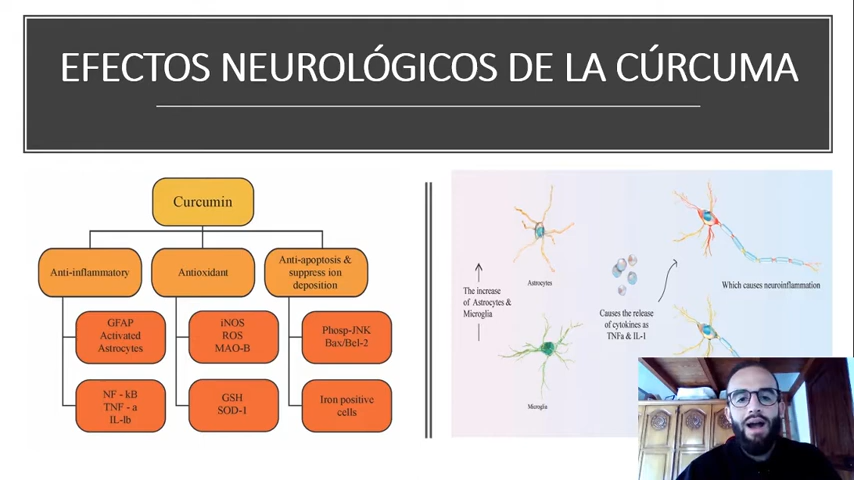 EFECTOS NEUROLÓGICOS DE LA CÚRCUMA
Curcumin
Anti-inflammatory
Antioxidant
Anti-apoptosis &
suppress ion
deposition
GFAP
Activated
Astrocytes
iNOS
ROS
MAO-B
Phosp-JNK
Bax/Bel-2
NF - kB
TNF - a
IL-lb
GSH
SOD-1
Iron positive
cells
Astrocytes
The increase
of Astrocytes &
Microglia
Microglia
Causes the release
of cytokines as
TNFa & IL-1
Which causes neuroinflammation